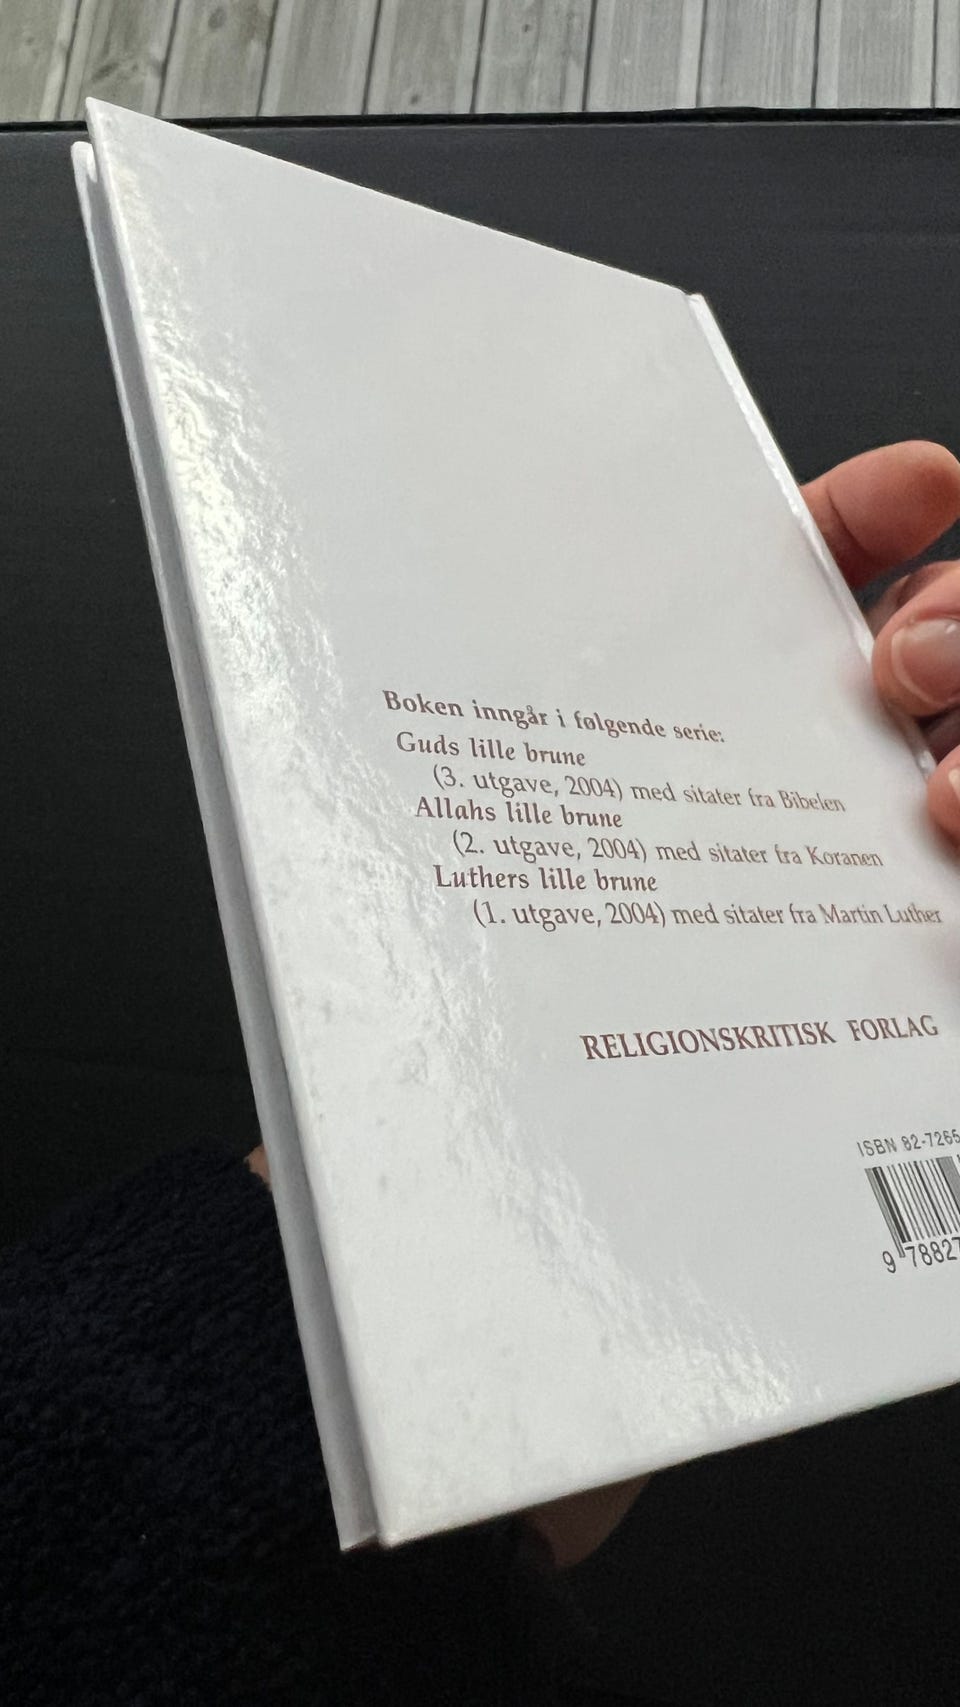 Boken inngår i følgende serie:
Guds lille brune
(3. utgave, 2004) med sitater fra Bibelen
Allahs lille brune
(2. utgave, 2004) med sitater fra Koranen
Luthers lille brune
(1. utgave, 2004) med sitater fra Martin Luther
RELIGIONSKRITISK FORLAG
ISBN 82-7265
9 78827